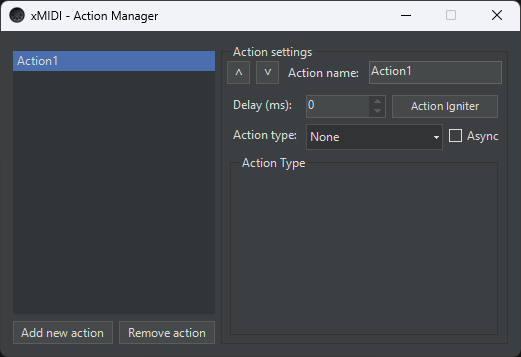 xMIDI - Action Manager
Action1
Action settings
˄ ˅ Action name: Action1
Delay (ms): 0 Action Igniter
Action type: None Async
Action Type
Add new action Remove action